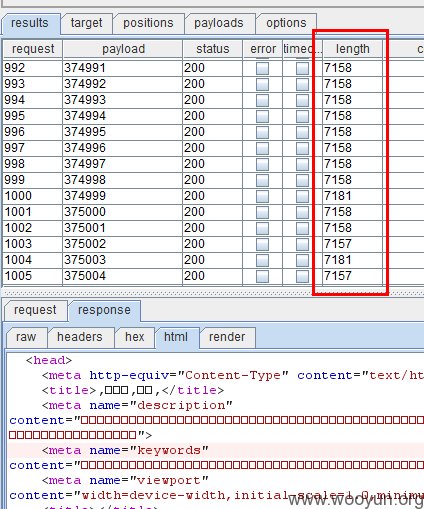 results target positions payloads options
request payload status error timec... length c
992 374991 200 7158
993 374992 200 7158
994 374993 200 7158
995 374994 200 7158
996 374995 200 7158
997 374996 200 7158
998 374997 200 7158
999 374998 200 7158
1000 374999 200 7181
1001 375000 200 7158
1002 375001 200 7158
1003 375002 200 7157
1004 375003 200 7181
1005 375004 200 7157
request response
raw headers hex html render
<head>
<meta http-equiv="Content-Type" content="text/ht
<title>,□□□,□□,</title>
<meta name="description"
content="□□□□□□□□□□□□□□□□□□□□□□□□□□□□□□□□□□□□□□□□□□
□□□□□□□□□□□□□□□□">
<meta name="keywords"
content="□□□□□□□□□□□□□□□□□□□□□□□□□□□□□□□□□□□□□□□□□□
<meta name="viewport"
content="width=device-width,initial-scale=1.0,minimu
www.wooyun.org